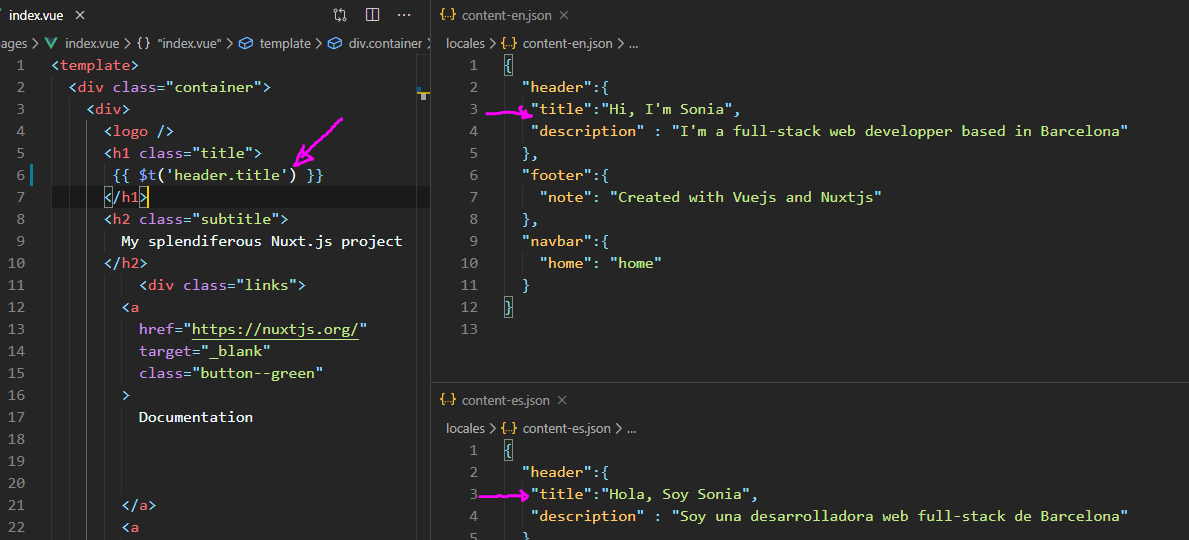 index.vue
ages > index.vue > {} "index.vue" > template > div.container >
1 <template>
2 <div class="container">
3 <div>
4 <logo />
5 <h1 class="title">
6 {{ $t('header.title') }}
7 </h1>
8 <h2 class="subtitle">
9 My splendiferous Nuxt.js project
10 </h2>
11 <div class="links">
12 <a
13 href="https://nuxtjs.org/"
14 target="_blank"
15 class="button--green"
16 >
17 Documentation
18
19
20
21 </a>
22 <a
{..} content-en.json
locales > {..} content-en.json > ...
1 {
2 "header":{
3 "title":"Hi, I'm Sonia",
4 "description" : "I'm a full-stack web developper based in Barcelona"
5 },
6 "footer":{
7 "note": "Created with Vuejs and Nuxtjs"
8 },
9 "navbar":{
10 "home": "home"
11 }
12 }
13
{..} content-es.json
locales > {..} content-es.json > ...
1 {
2 "header":{
3 "title":"Hola, Soy Sonia",
4 "description" : "Soy una desarrolladora web full-stack de Barcelona"
5 },